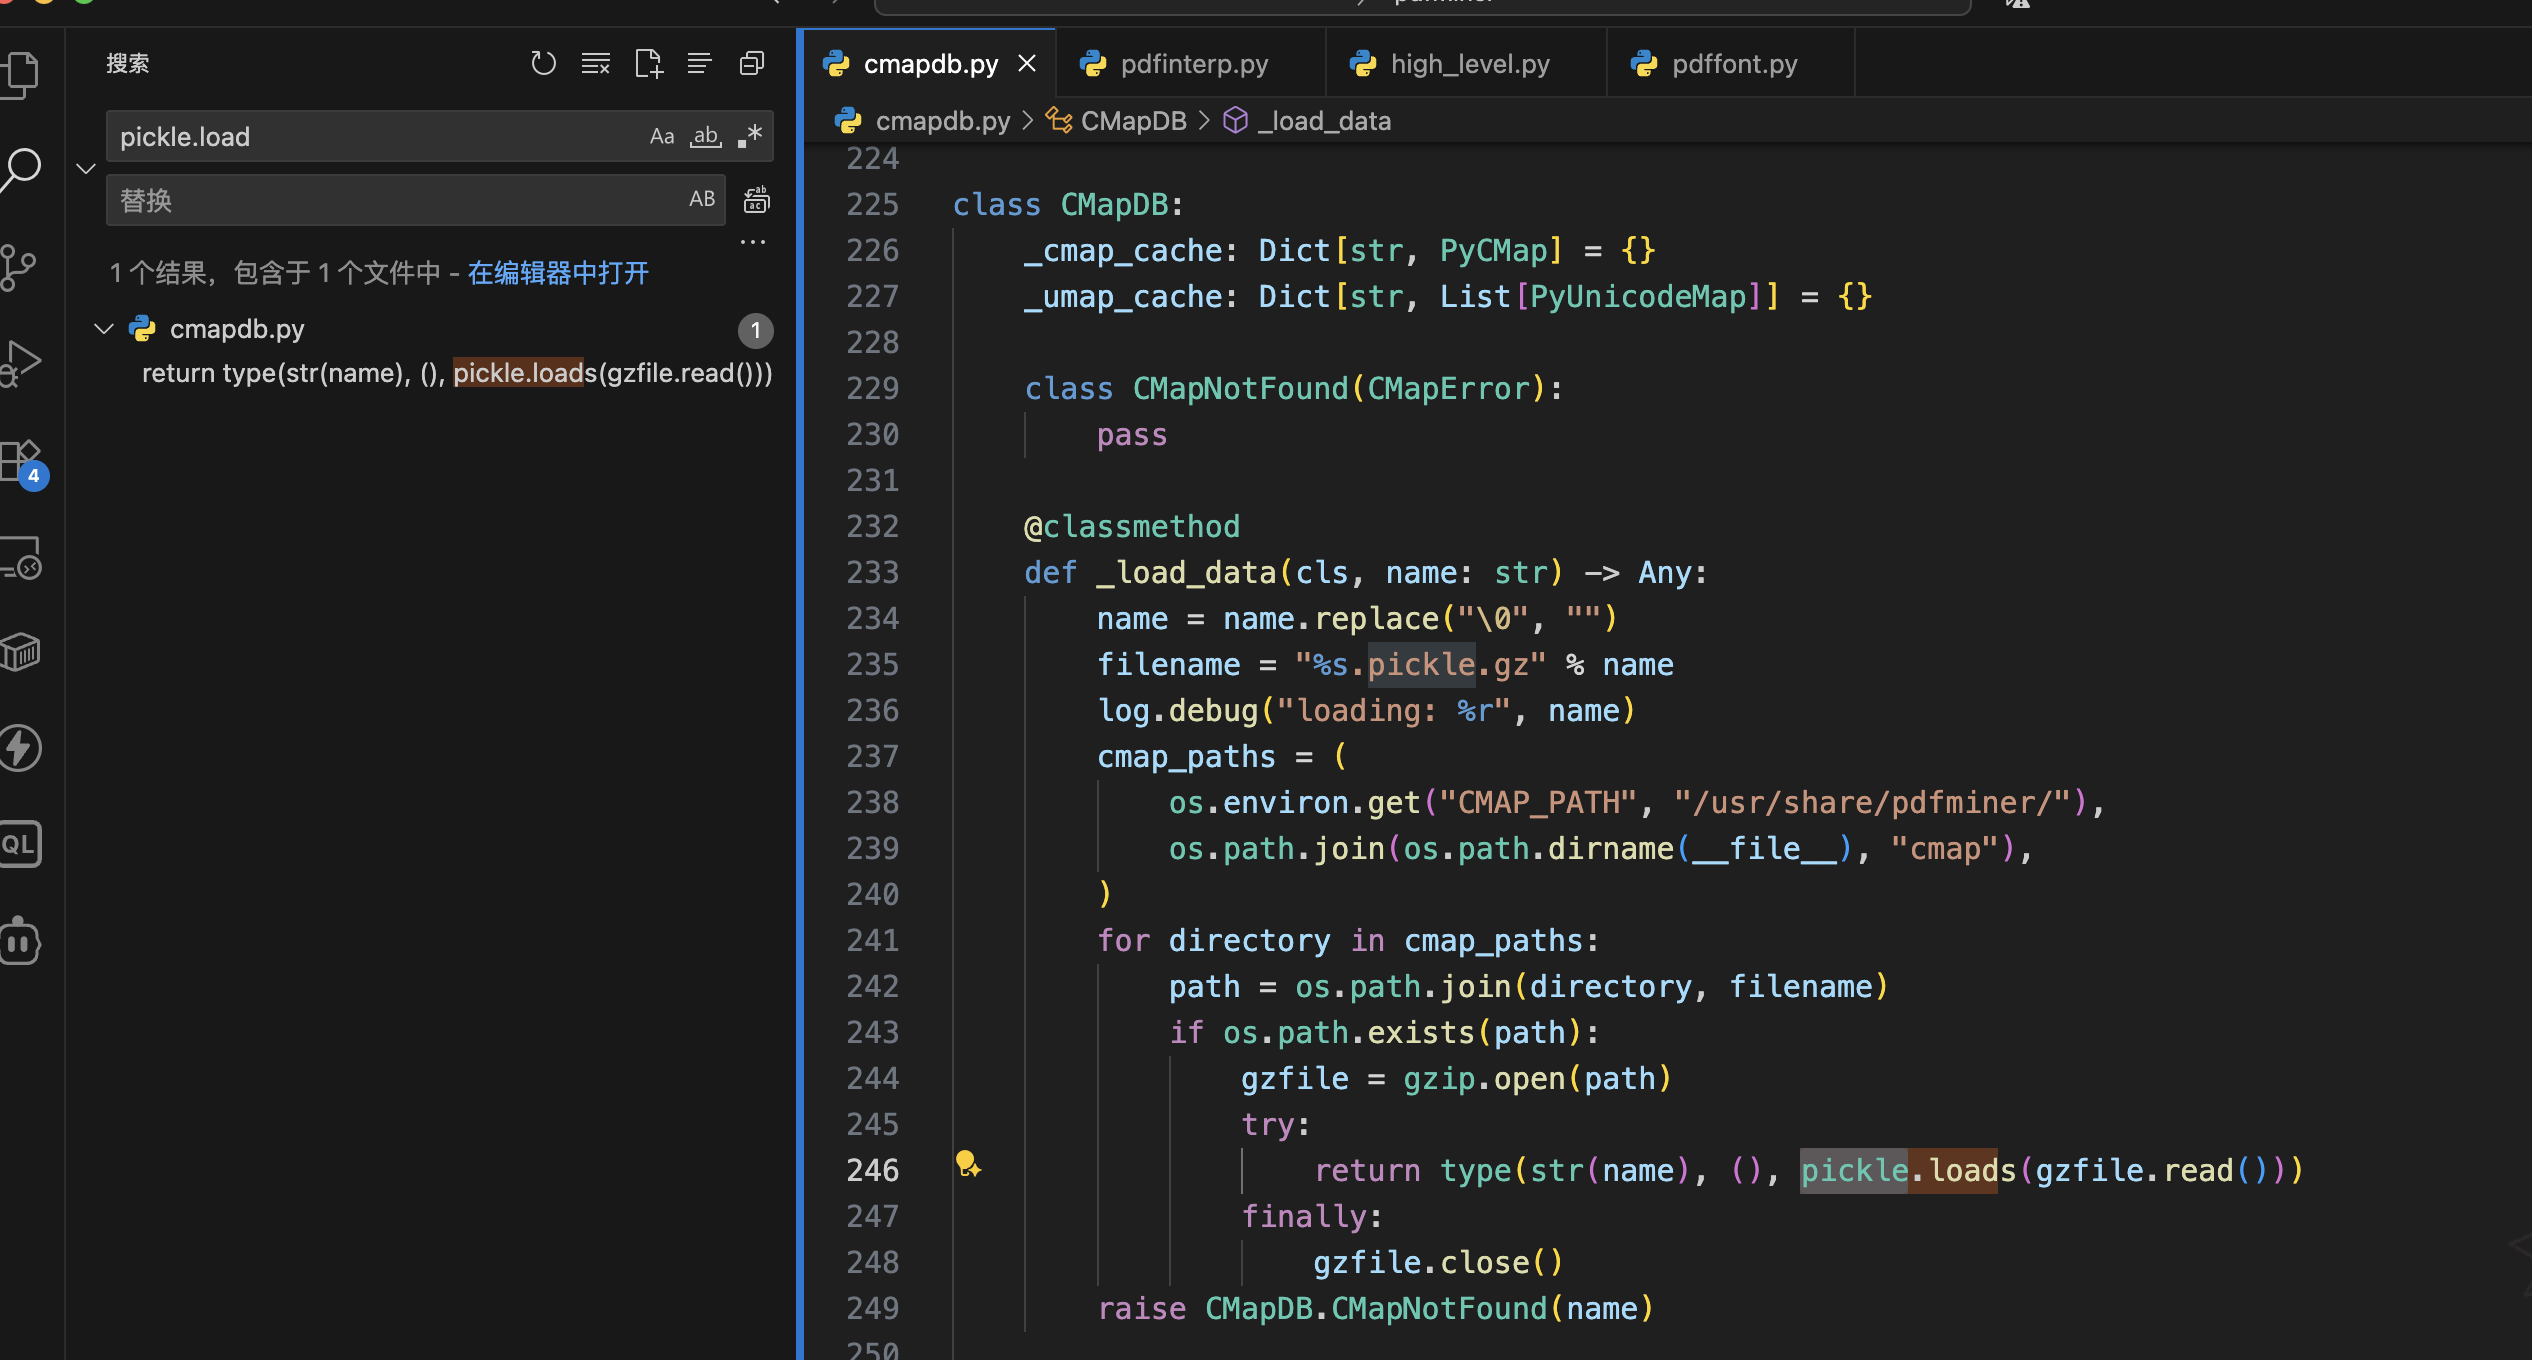 搜索
pickle.load
Aa
ab
替换
AB
1 个结果，包含于 1 个文件中 - 在编辑器中打开
cmapdb.py
1
return type(str(name), (), pickle.loads(gzfile.read()))
4
QL
cmapdb.py
pdfinterp.py
high_level.py
pdffont.py
cmapdb.py > CMapDB > _load_data
224
225 class CMapDB:
226     _cmap_cache: Dict[str, PyCMap] = {}
227     _umap_cache: Dict[str, List[PyUnicodeMap]] = {}
228
229     class CMapNotFound(CMapError):
230         pass
231
232     @classmethod
233     def _load_data(cls, name: str) -> Any:
234         name = name.replace("\0", "")
235         filename = "%s.pickle.gz" % name
236         log.debug("loading: %r", name)
237         cmap_paths = (
238             os.environ.get("CMAP_PATH", "/usr/share/pdfminer/"),
239             os.path.join(os.path.dirname(__file__), "cmap"),
240         )
241         for directory in cmap_paths:
242             path = os.path.join(directory, filename)
243             if os.path.exists(path):
244                 gzfile = gzip.open(path)
245                 try:
246                     return type(str(name), (), pickle.loads(gzfile.read()))
247                 finally:
248                     gzfile.close()
249         raise CMapDB.CMapNotFound(name)
250